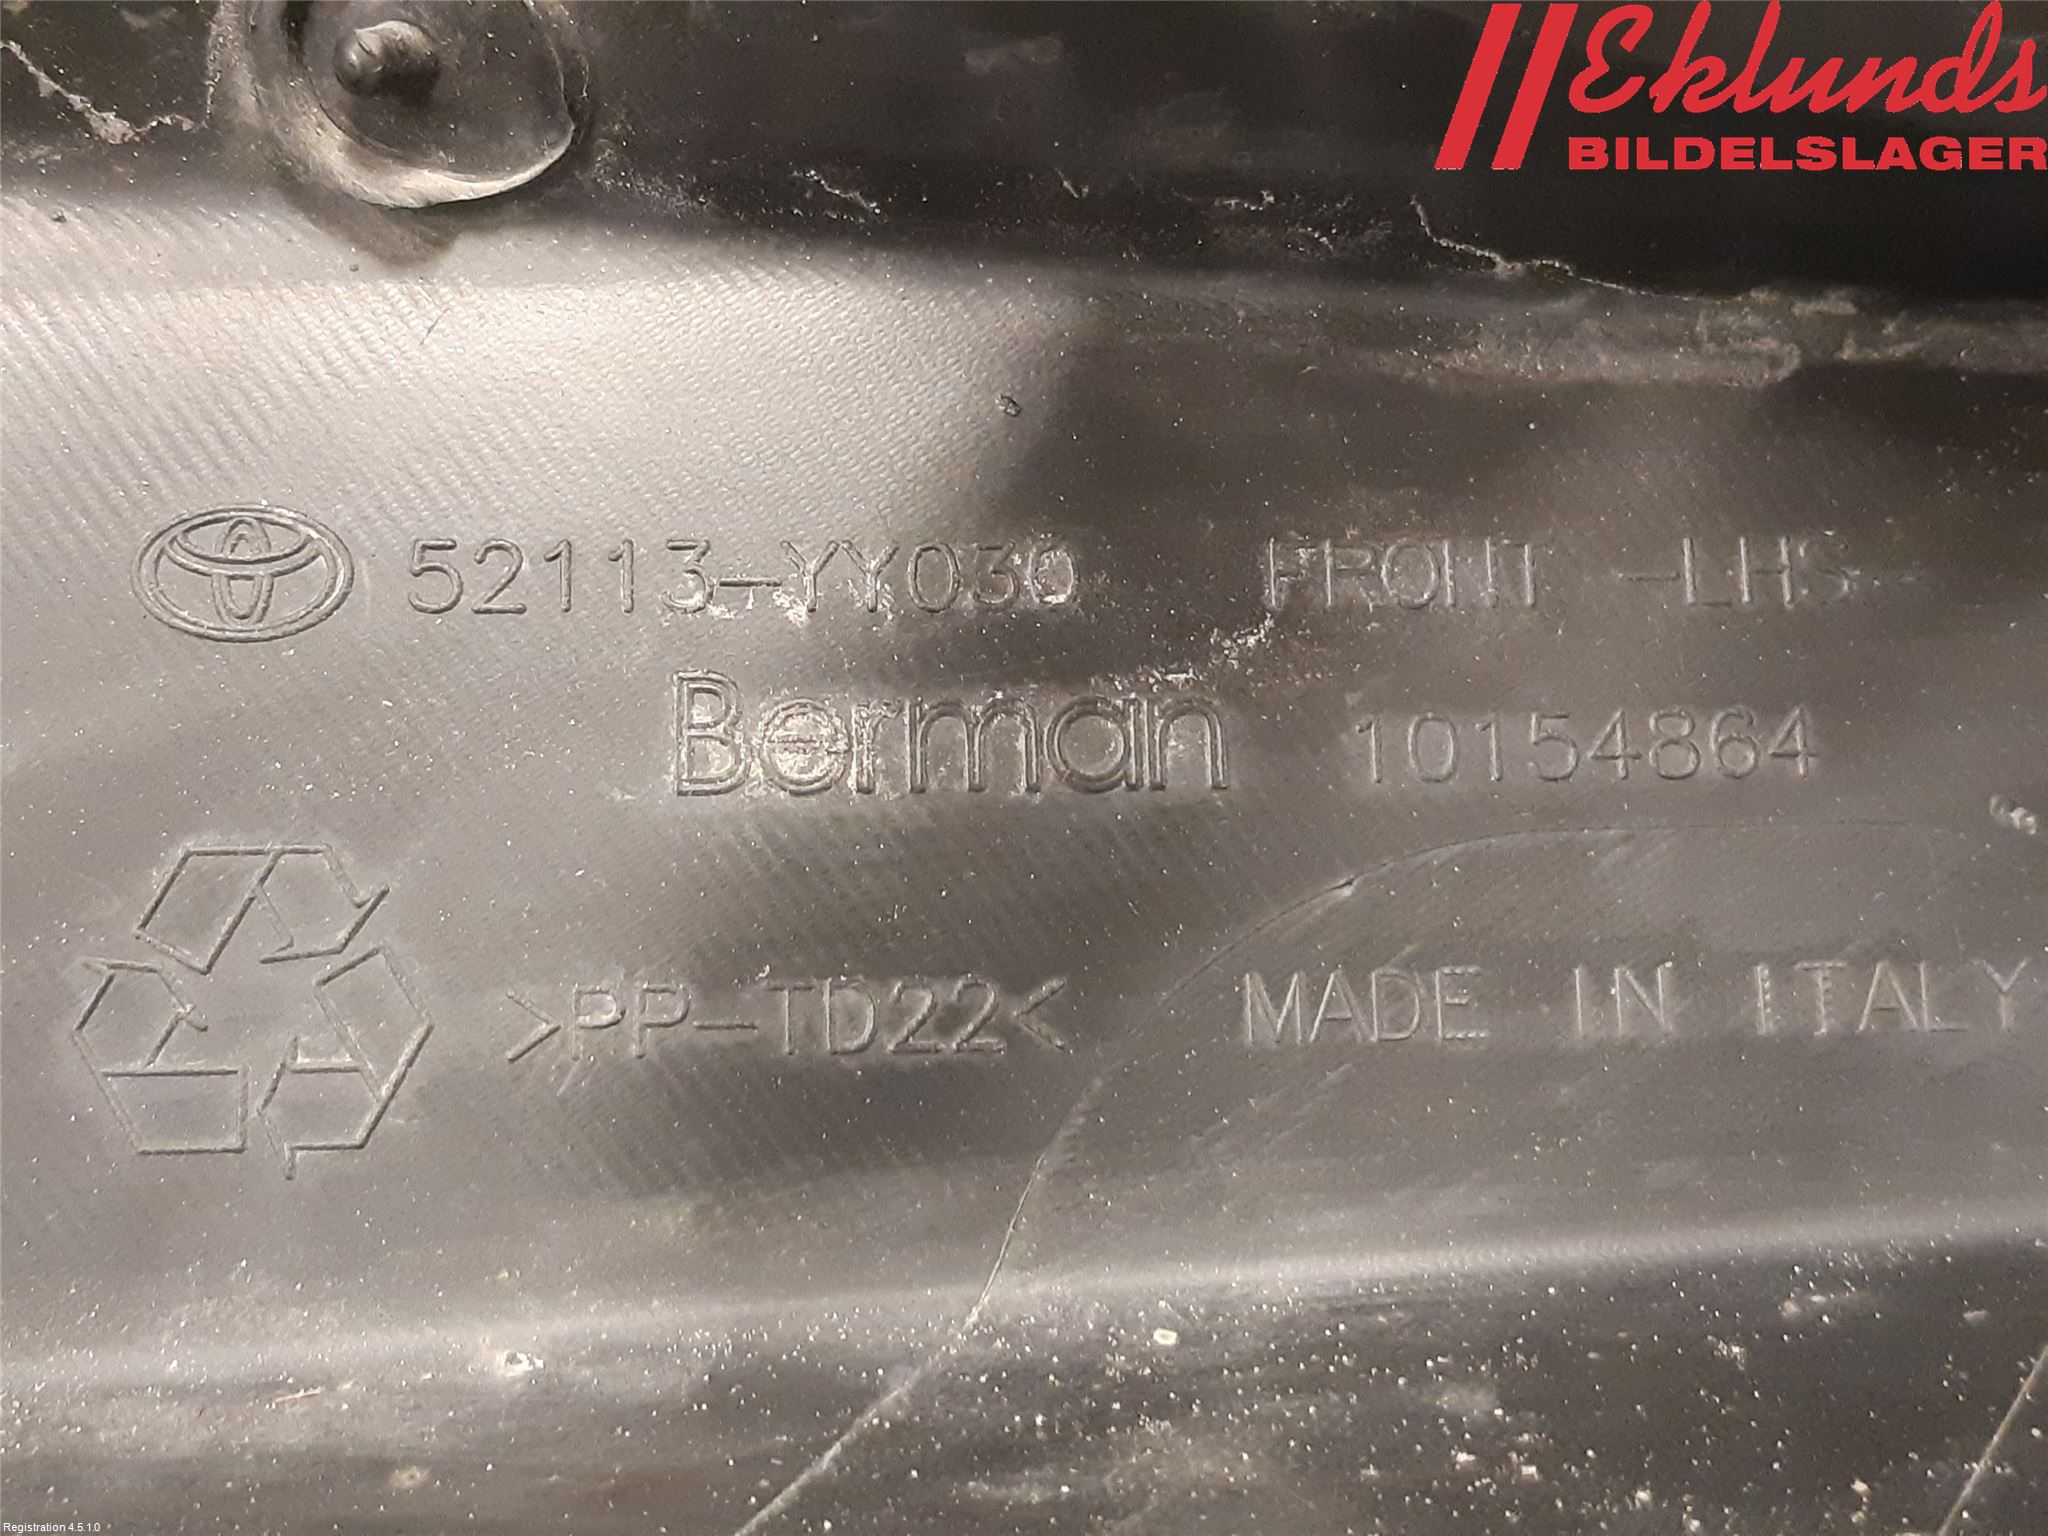 Eklunds
BILDELSLAGER
52113-YY030 FRONT -LHS-
Berman 10154864
>PP-TD22< MADE IN ITALY
Registration 4.5.1.0